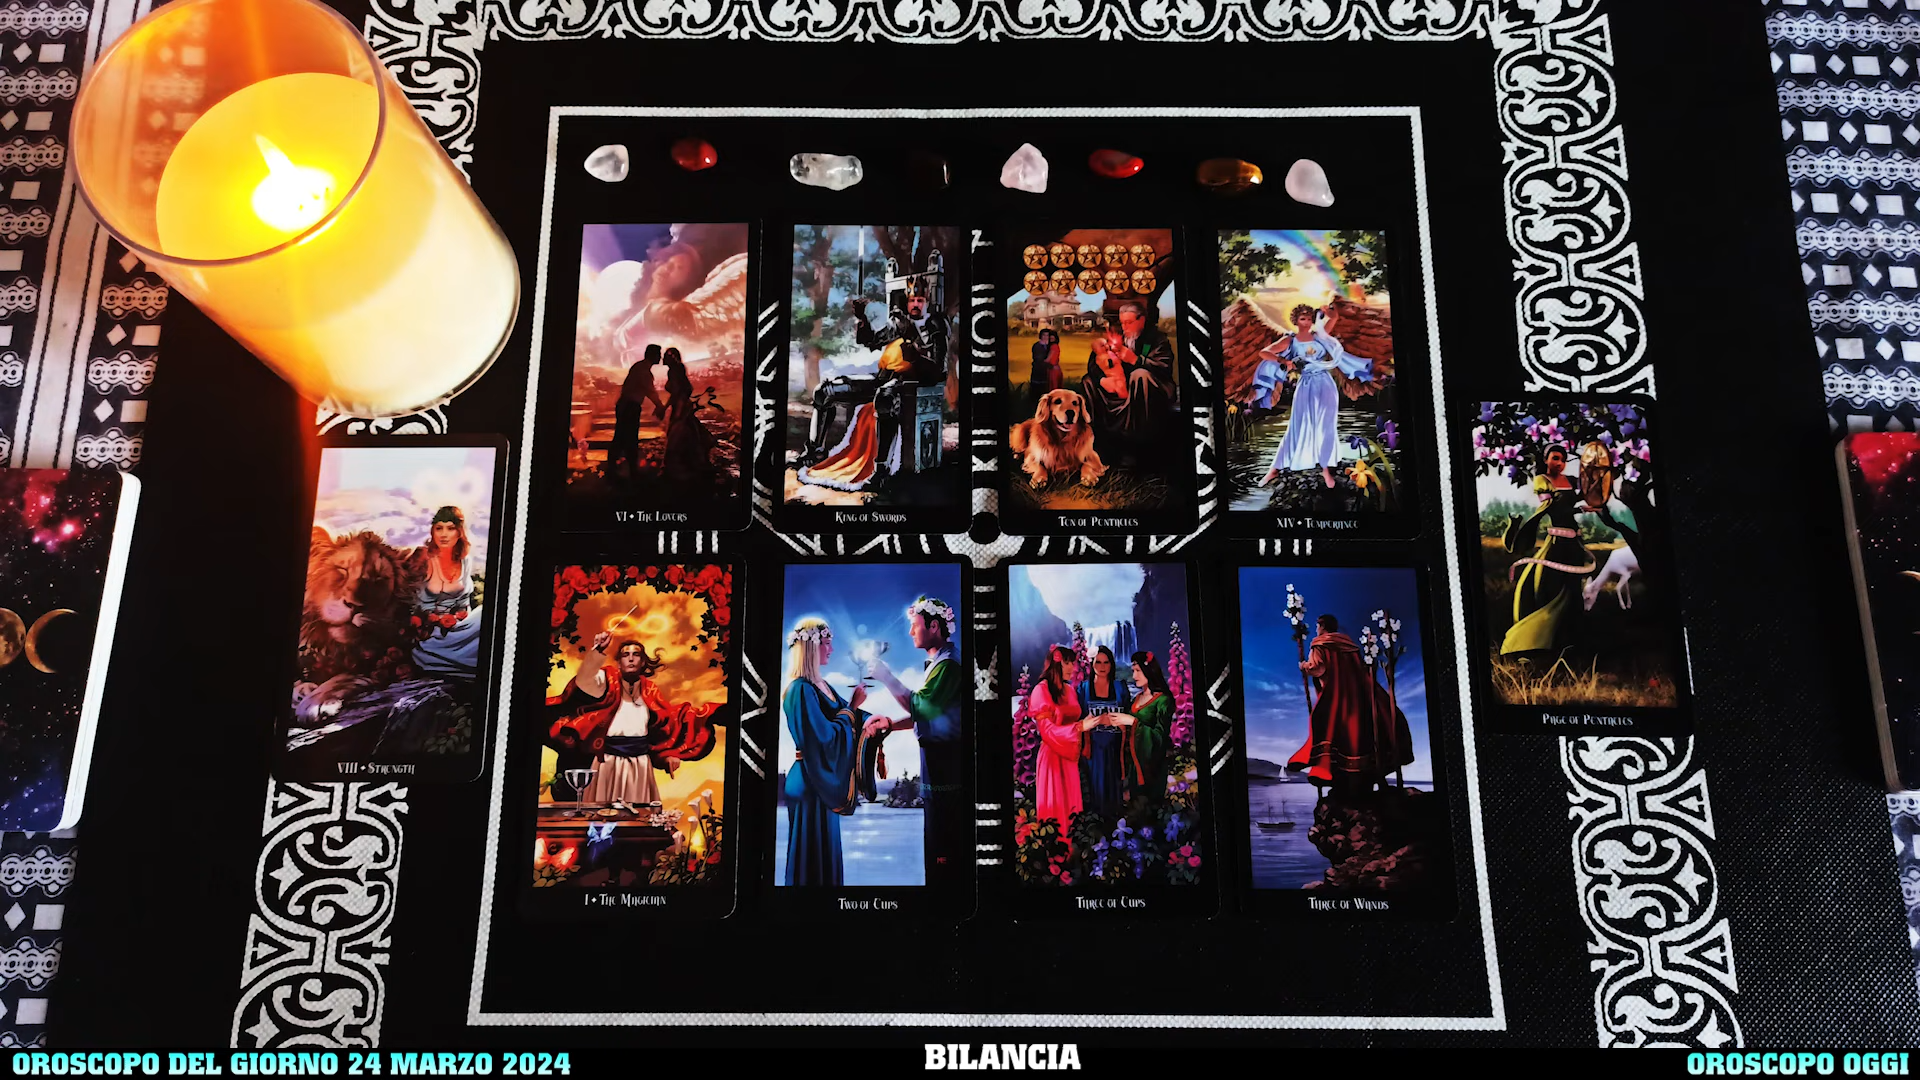 VI • The Lovers
King of Swords
Ten of Pentacles
XIV • Temperance
VIII • Strength
Page of Pentacles
I • The Magician
Two of Cups
Three of Cups
Three of Wands
OROSCOPO DEL GIORNO 24 MARZO 2024
BILANCIA
OROSCOPO OGGI